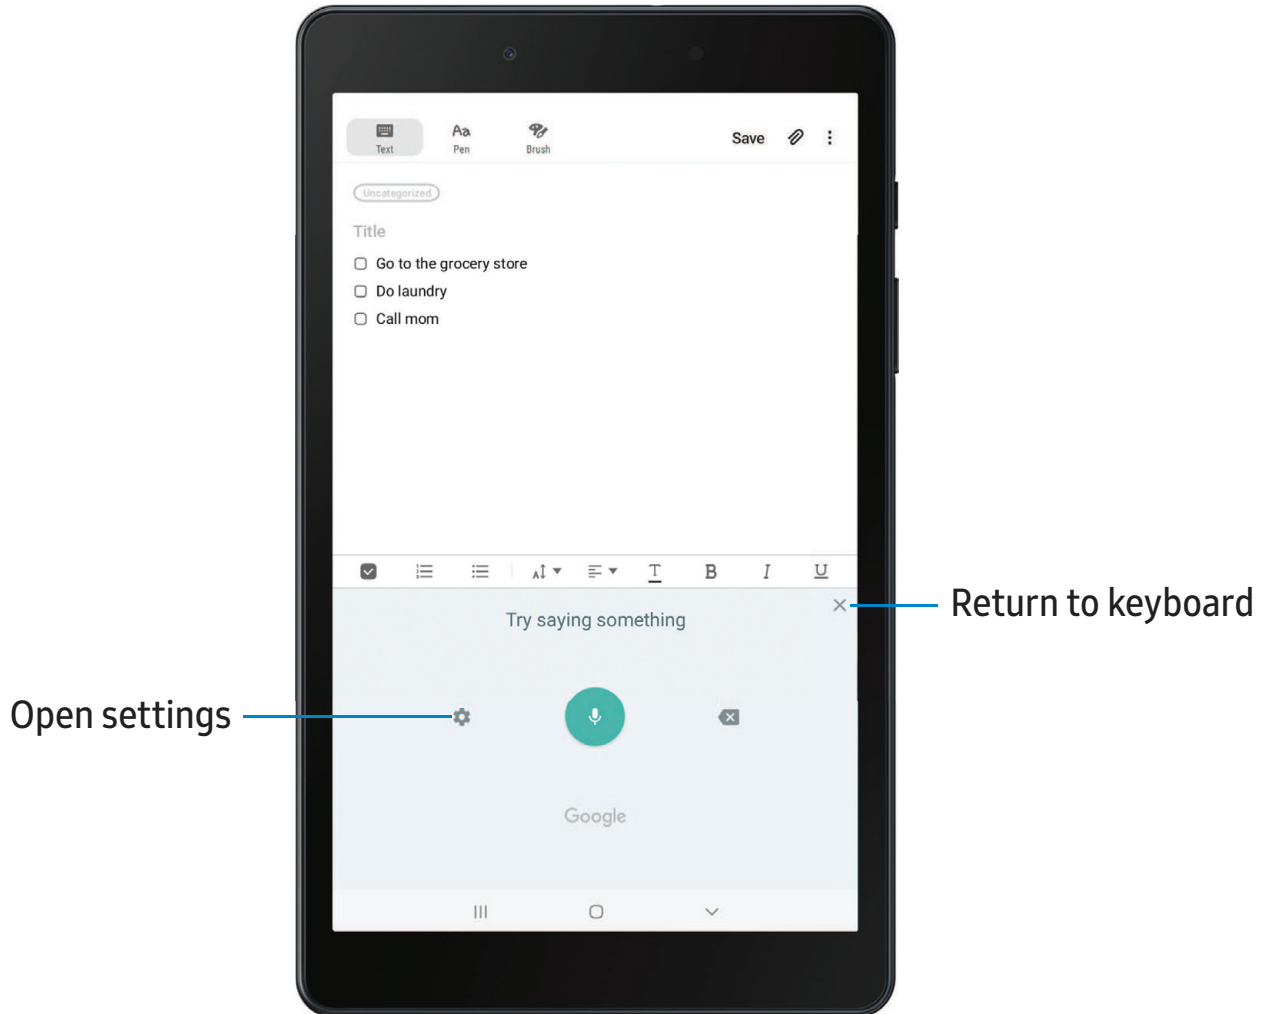 Text
Aa
Pen
Brush
Save
Uncategorized
Title
Go to the grocery store
Do laundry
Call mom
A
T
B
I
U
Try saying something
Return to keyboard
Open settings
Google